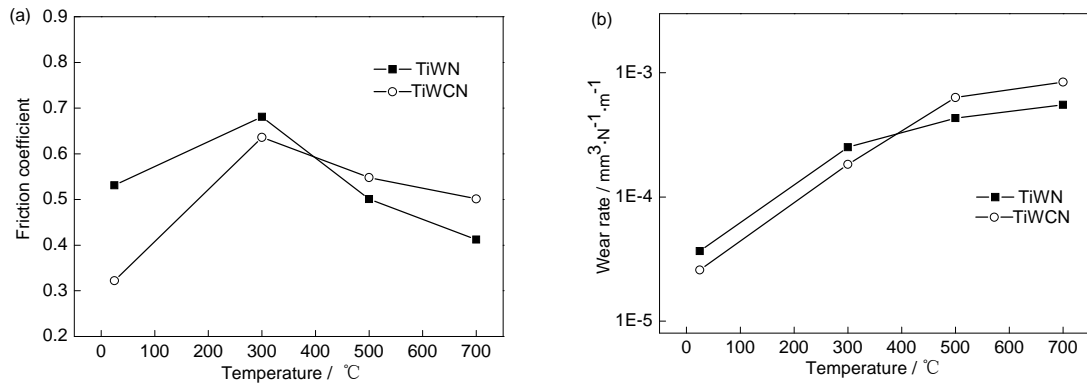 (a)
0.9
0.8
0.7
0.6
0.5
0.4
0.3
0.2
Friction coefficient
TiWN
TiWCN
0 100 200 300 400 500 600 700
Temperature / ℃
(b)
1E-3
1E-4
1E-5
Wear rate / mm³·N⁻¹·m⁻¹
TiWN
TiWCN
0 100 200 300 400 500 600 700
Temperature / ℃